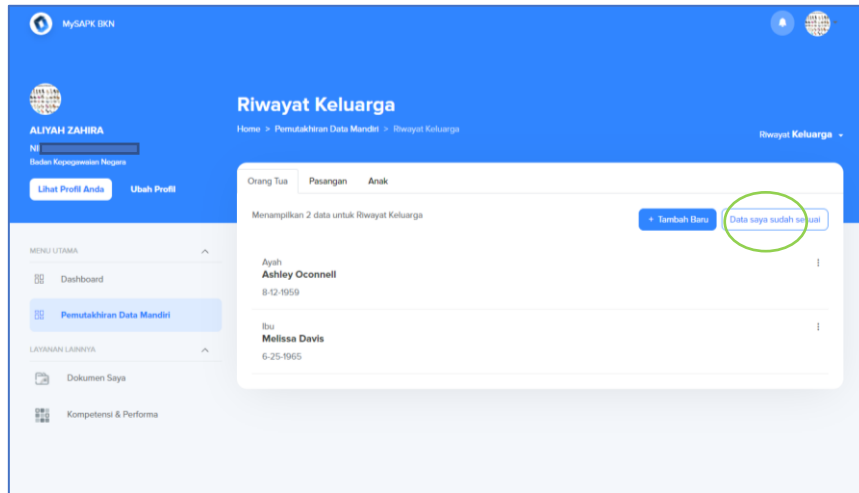 MySAPK BKN
ALIYAH ZAHIRA
NI
Badan Kepegawaian Negara
Lihat Profil Anda
Ubah Profil
MENU UTAMA
Dashboard
Pemutakhiran Data Mandiri
LAYANAN LAINNYA
Dokumen Saya
Kompetensi & Performa
Riwayat Keluarga
Home > Pemutakhiran Data Mandiri > Riwayat Keluarga
Riwayat Keluarga
Orang Tua Pasangan Anak
Menampilkan 2 data untuk Riwayat Keluarga
+ Tambah Baru
Data saya sudah sesuai
Ayah
Ashley Oconnell
8-12-1959
Ibu
Melissa Davis
6-25-1965